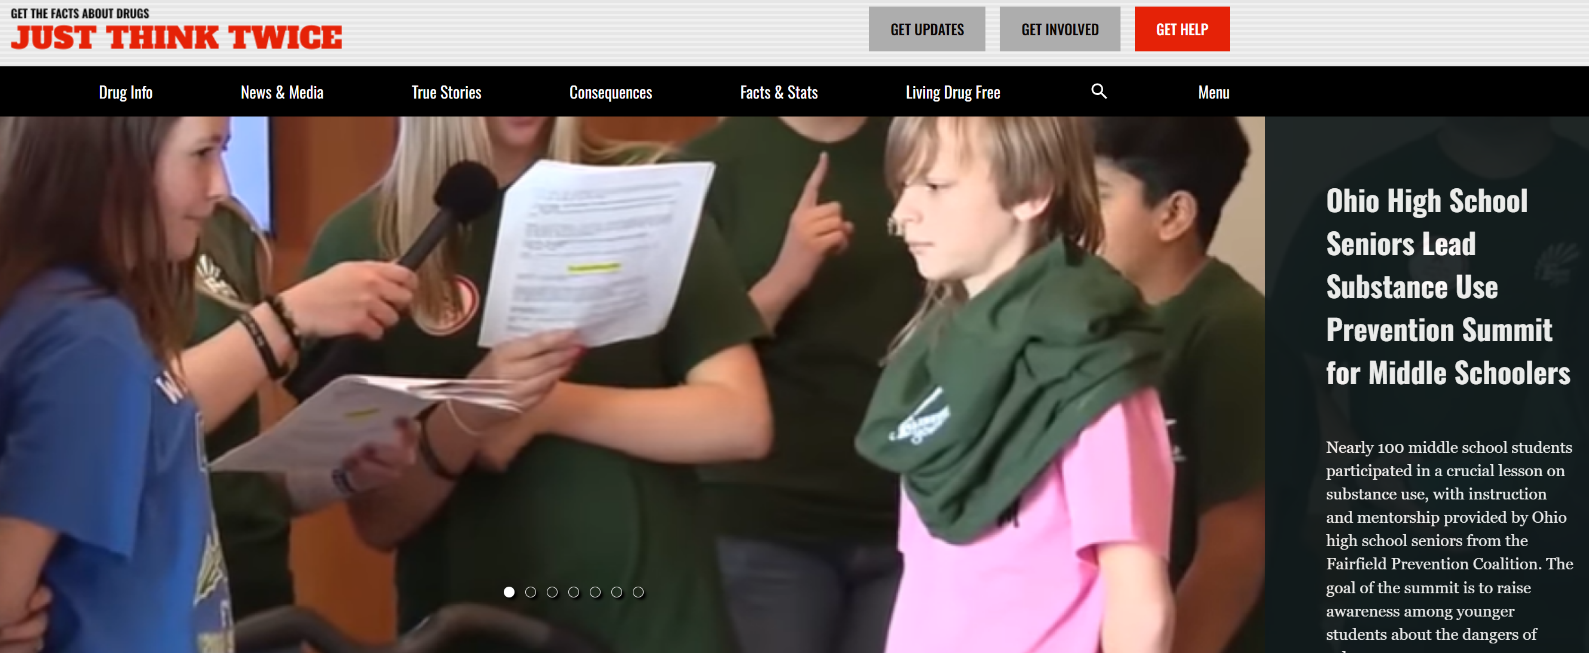 GET THE FACTS ABOUT DRUGS
JUST THINK TWICE
GET UPDATES
GET INVOLVED
GET HELP
Drug Info
News & Media
True Stories
Consequences
Facts & Stats
Living Drug Free
Menu
Ohio High School
Seniors Lead
Substance Use
Prevention Summit
for Middle Schoolers
Nearly 100 middle school students
participated in a crucial lesson on
substance use, with instruction
and mentorship provided by Ohio
high school seniors from the
Fairfield Prevention Coalition. The
goal of the summit is to raise
awareness among younger
students about the dangers of